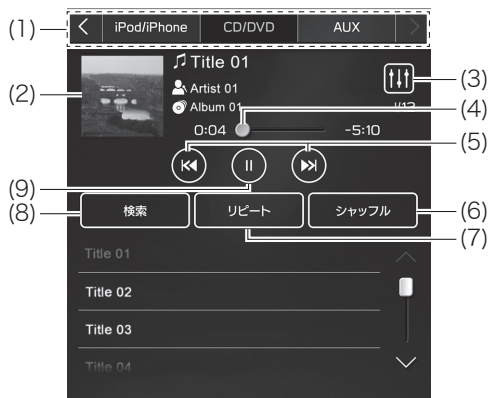 (1)
iPod/iPhone CD/DVD AUX
(2)
Title 01
Artist 01
Album 01
(3)
(4)
0:04 -5:10
(5)
(9)
(8)
検索 リピート シャッフル
(6)
(7)
Title 01
Title 02
Title 03
Title 04